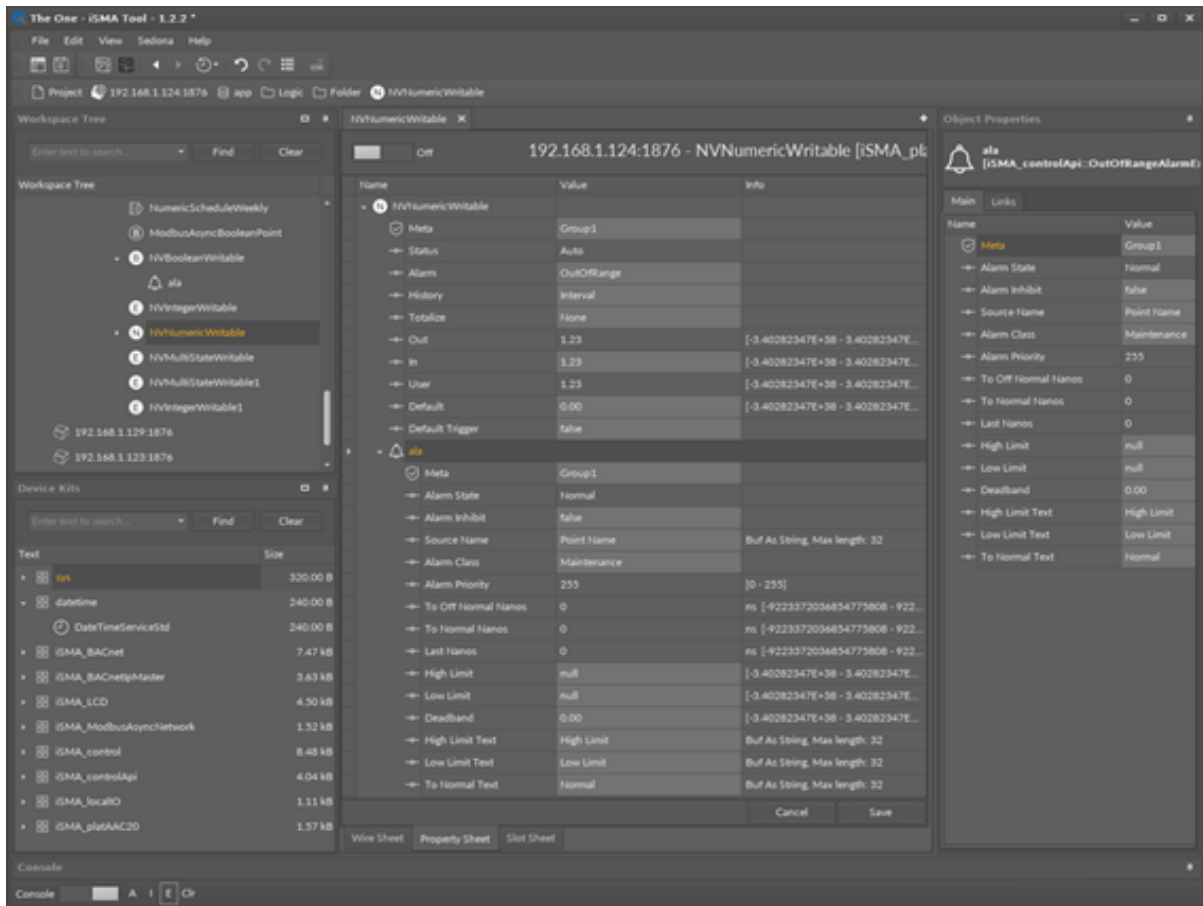 The One - iSMA Tool - 1.2.2 *
File Edit View Sedona Help
Project 192.168.1.124:1876 app Logic Folder NVNumericWritable
Workspace Tree
Enter text to search... Find Clear
Workspace Tree
NumericScheduleWeekly
ModbusAsyncBooleanPoint
B NVBooleanWritable
ala
E NVIntegerWritable
N NVNumericWritable
E NVMultiStateWritable
E NVMultiStateWritable1
E NVIntegerWritable1
192.168.1.129:1876
192.168.1.123:1876
Device Kits
Enter text to search... Find Clear
Text Size
sys 320.00 B
datetime 240.00 B
DateTimeServiceStd 240.00 B
iSMA_BACnet 7.47 kB
iSMA_BACnetIpMaster 3.63 kB
iSMA_LCD 4.50 kB
iSMA_ModbusAsyncNetwork 1.52 kB
iSMA_control 8.48 kB
iSMA_controlApi 4.04 kB
iSMA_localIO 1.11 kB
iSMA_platAAC20 1.57 kB
NVNumericWritable
Off 192.168.1.124:1876 - NVNumericWritable [iSMA_pla
Name Value Info
N NVNumericWritable
Meta Group1
Status Auto
Alarm OutOfRange
History Interval
Totalize None
Out 1.23 [-3.40282347E+38 - 3.40282347E...
In 1.23 [-3.40282347E+38 - 3.40282347E...
User 1.23 [-3.40282347E+38 - 3.40282347E...
Default 0.00 [-3.40282347E+38 - 3.40282347E...
Default Trigger false
ala
Meta Group1
Alarm State Normal
Alarm Inhibit false
Source Name Point Name Buf As String, Max length: 32
Alarm Class Maintenance
Alarm Priority 255 [0 - 255]
To Off Normal Nanos 0 ns [-9223372036854775808 - 922...
To Normal Nanos 0 ns [-9223372036854775808 - 922...
Last Nanos 0 ns [-9223372036854775808 - 922...
High Limit null [-3.40282347E+38 - 3.40282347E...
Low Limit null [-3.40282347E+38 - 3.40282347E...
Deadband 0.00 [-3.40282347E+38 - 3.40282347E...
High Limit Text High Limit Buf As String, Max length: 32
Low Limit Text Low Limit Buf As String, Max length: 32
To Normal Text Normal Buf As String, Max length: 32
Cancel Save
Wire Sheet Property Sheet Slot Sheet
Object Properties
ala
[iSMA_controlApi::OutOfRangeAlarmE
Main Links
Name Value
Meta Group1
Alarm State Normal
Alarm Inhibit false
Source Name Point Name
Alarm Class Maintenance
Alarm Priority 255
To Off Normal Nanos 0
To Normal Nanos 0
Last Nanos 0
High Limit null
Low Limit null
Deadband 0.00
High Limit Text High Limit
Low Limit Text Low Limit
To Normal Text Normal
Console
Console A I E Clr